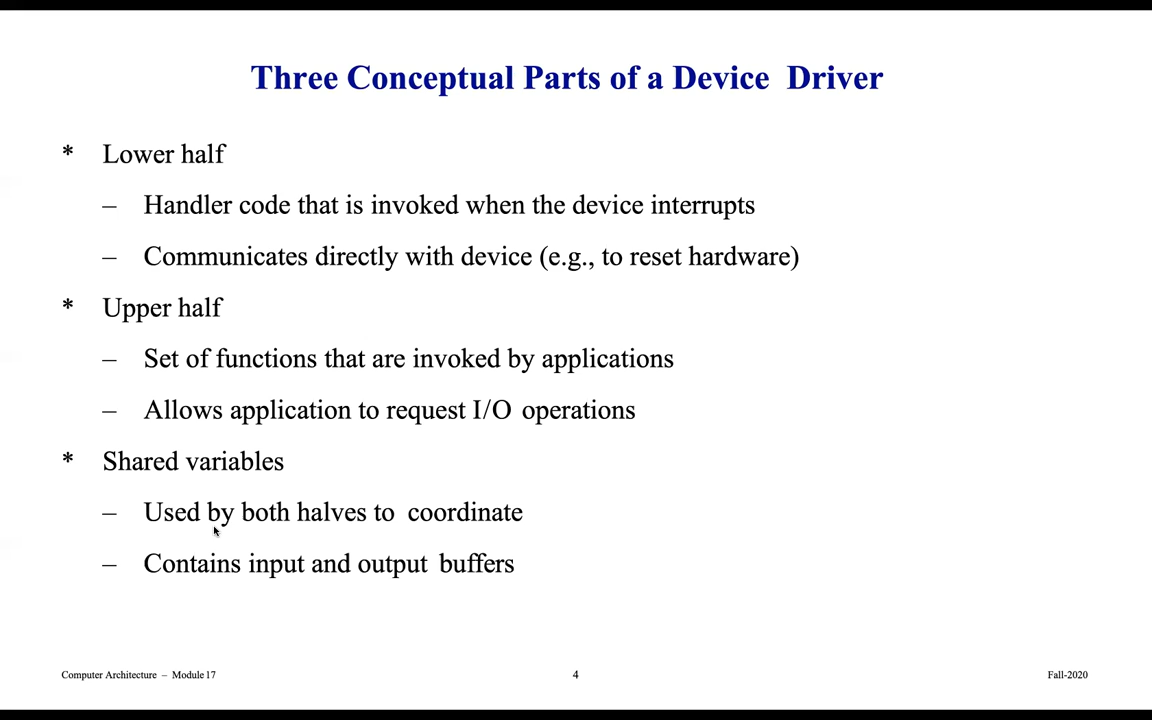 Three Conceptual Parts of a Device Driver
* Lower half
– Handler code that is invoked when the device interrupts
– Communicates directly with device (e.g., to reset hardware)
* Upper half
– Set of functions that are invoked by applications
– Allows application to request I/O operations
* Shared variables
– Used by both halves to coordinate
– Contains input and output buffers
Computer Architecture – Module 17 4 Fall-2020